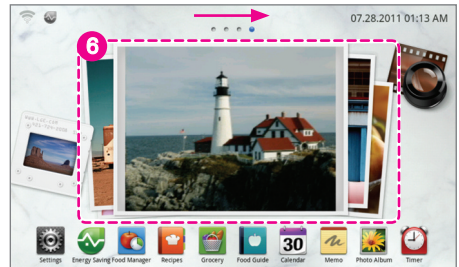 07.28.2011 01:13 AM
6
30
Settings
Energy Saving
Food Manager
Recipes
Grocery
Food Guide
Calendar
Memo
Photo Album
Timer